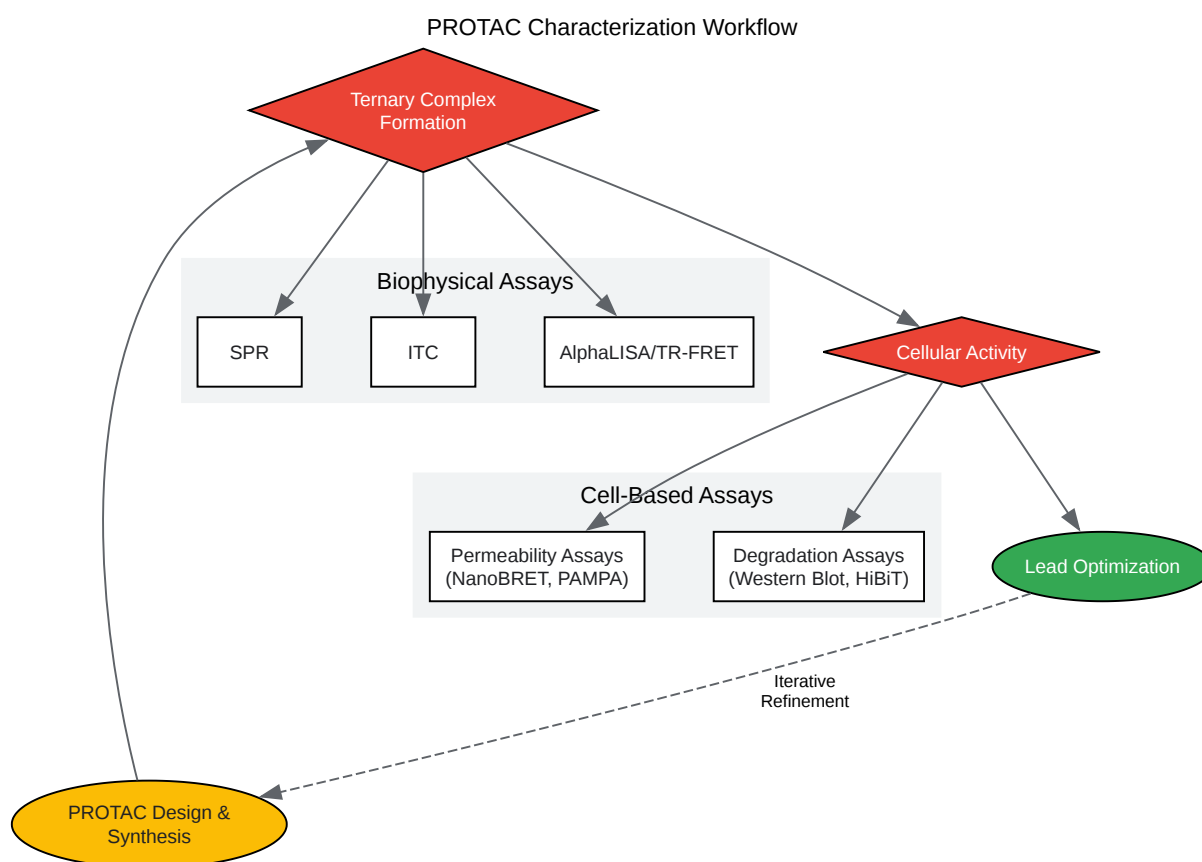 PROTAC Characterization Workflow
Ternary Complex
Formation
Biophysical Assays
SPR
ITC
AlphaLISA/TR-FRET
Cellular Activity
Cell-Based Assays
Permeability Assays
(NanoBRET, PAMPA)
Degradation Assays
(Western Blot, HiBiT)
Lead Optimization
Iterative
Refinement
PROTAC Design &
Synthesis